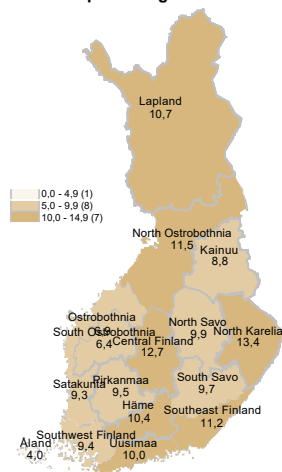 Lapland
10,7
0,0 - 4,9 (1)
5,0 - 9,9 (8)
10,0 - 14,9 (7)
North Ostrobothnia
11,5
Kainuu
8,8
Ostrobothnia
6,9
South Ostrobothnia
6,4
North Savo
9,9
North Karelia
13,4
Central Finland
12,7
Pirkanmaa
9,5
Satakunta
9,3
South Savo
9,7
Häme
10,4
Southeast Finland
11,2
Southwest Finland
9,4
Uusimaa
10,0
Åland
4,0